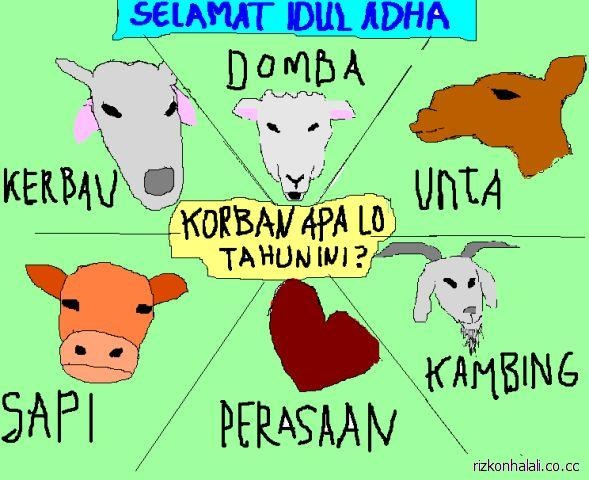 SELAMAT IDUL ADHA
DOMBA
KERBAU
UNTA
KORBAN APA LO
TAHUN INI?
SAPI
PERASAAN
KAMBING
rizkonhalali.co.cc